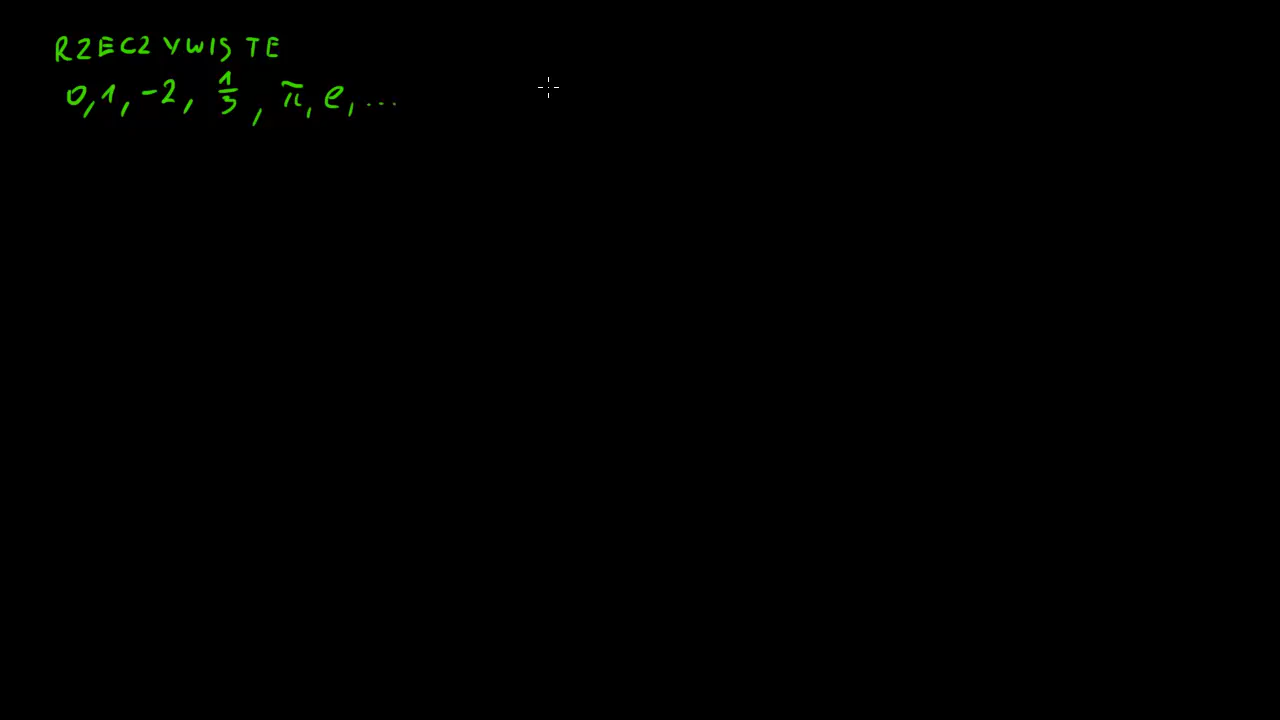 RZECZYWISTE
0, 1, -2, 1/3, π, e, ...